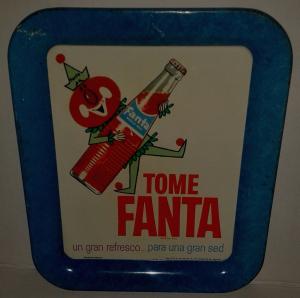 Fanta
TOME
FANTA
un gran refresco... para una gran sed